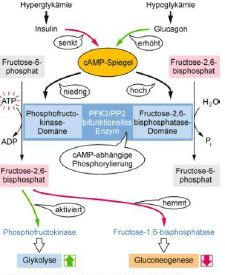 Hyperglykämie
Hypoglykämie
Insulin
Glucagon
senkt
erhöht
cAMP-Spiegel
Fructose-6-
phosphat
Fructose-2,6-
bisphosphat
niedrig
hoch
ATP
H₂O
Phosphofructo-
kinase-
Domäne
PFK2/PP2
bifunktionelles
Enzym
Fructose-2,6-
bisphosphatase-
Domäne
ADP
Pi
cAMP-abhängige
Phosphorylierung
Fructose-2,6-
bisphosphat
Fructose-6-
phosphat
aktiviert
hemmt
Phosphofructokinase
Fructose-1,6-bisphosphatase
Glykolyse
Gluconeogenese